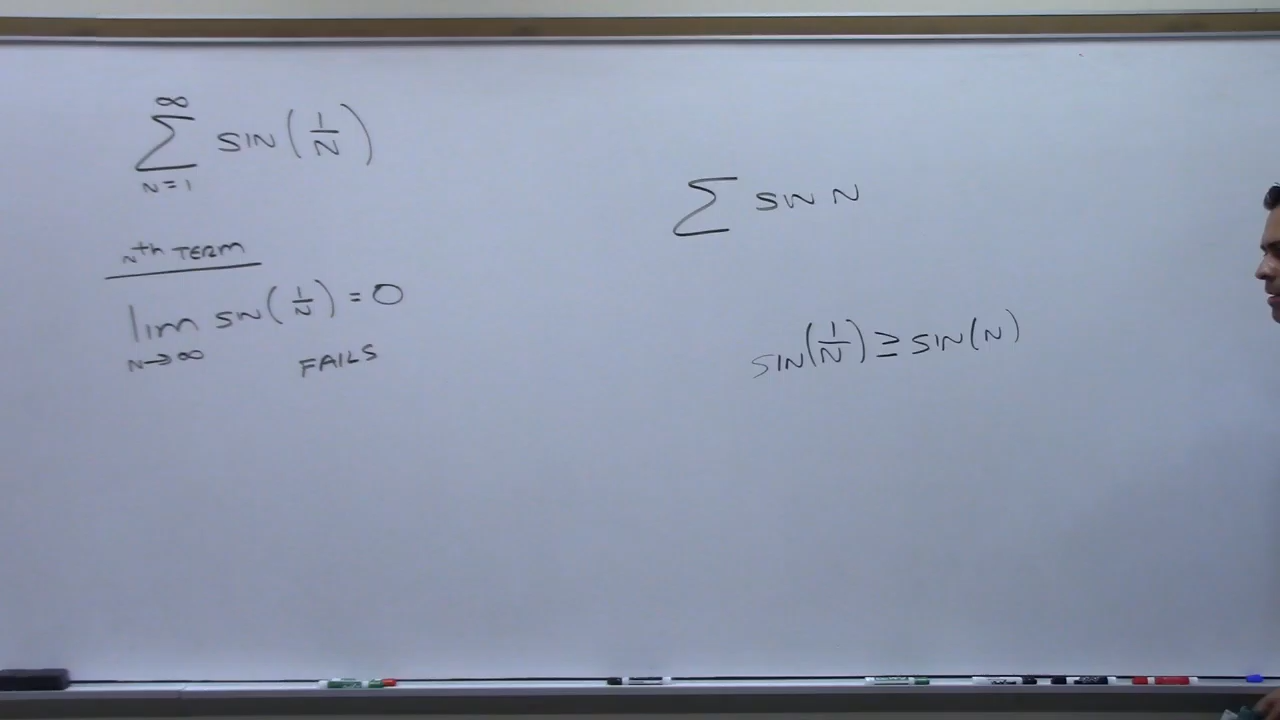 ∞
∑ SIN(1/N)
N=1
Nth TERM
lim SIN(1/N) = 0
N→∞
FAILS
∑ SIN N
SIN(1/N) ≥ SIN(N)